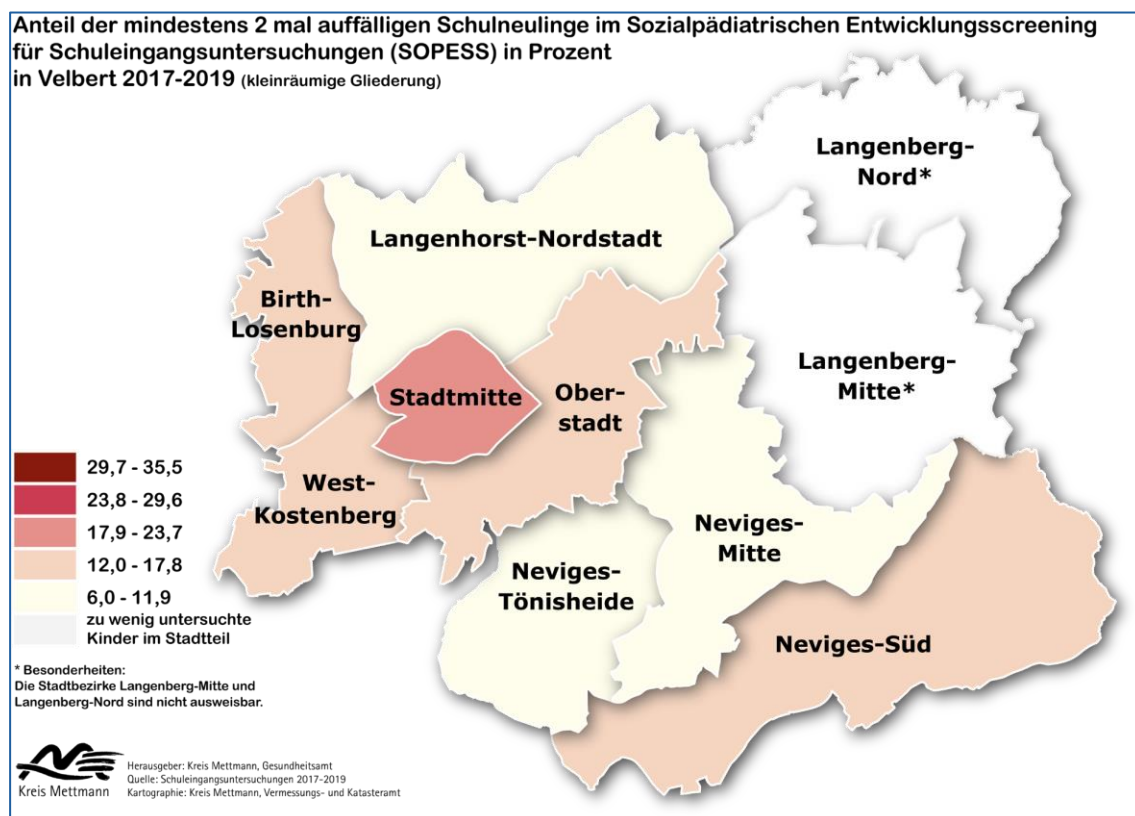 Anteil der mindestens 2 mal auffälligen Schulneulinge im Sozialpädiatrischen Entwicklungsscreening
für Schuleingangsuntersuchungen (SOPESS) in Prozent
in Velbert 2017-2019 (kleinräumige Gliederung)
Langenberg-
Nord*
Langenhorst-Nordstadt
Birth-
Losenburg
Langenberg-
Mitte*
Stadtmitte
Ober-
stadt
West-
Kostenberg
Neviges-
Mitte
Neviges-
Tönisheide
Neviges-Süd
29,7 - 35,5
23,8 - 29,6
17,9 - 23,7
12,0 - 17,8
6,0 - 11,9
zu wenig untersuchte
Kinder im Stadtteil
* Besonderheiten:
Die Stadtbezirke Langenberg-Mitte und
Langenberg-Nord sind nicht ausweisbar.
Kreis Mettmann
Herausgeber: Kreis Mettmann, Gesundheitsamt
Quelle: Schuleingangsuntersuchungen 2017-2019
Kartographie: Kreis Mettmann, Vermessungs- und Katasteramt